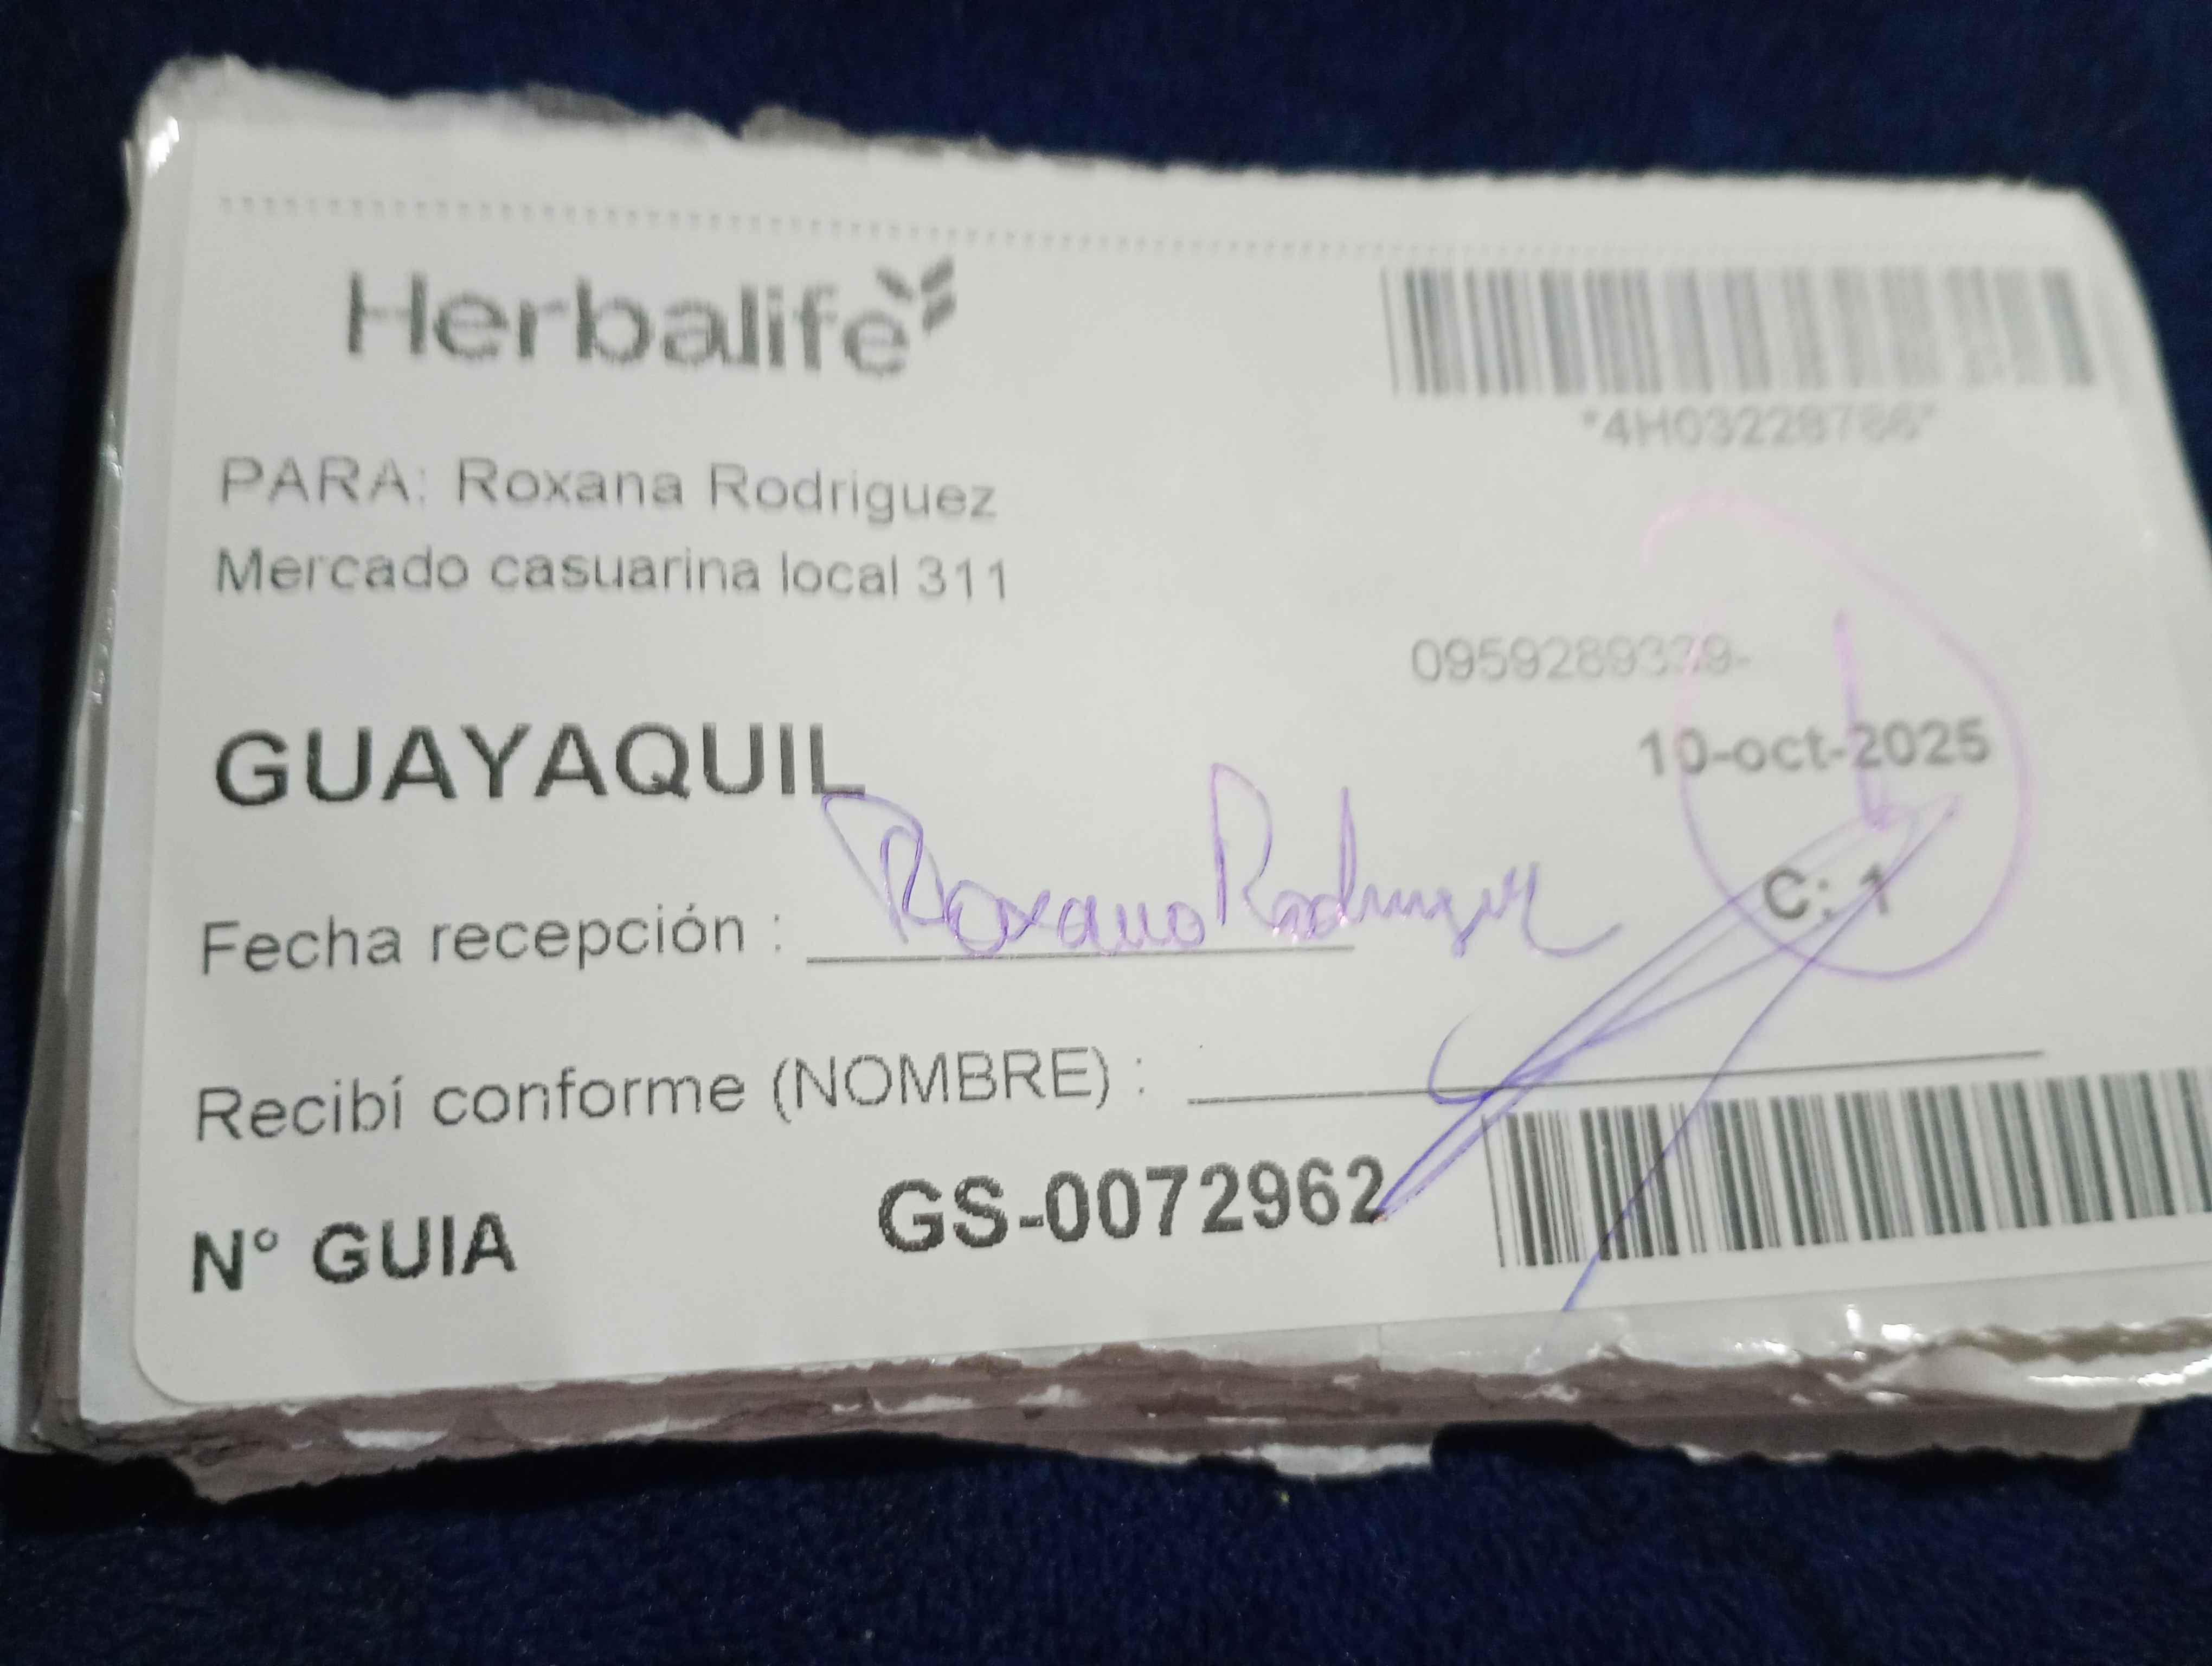 Herbalife
*4H03228786*
PARA: Roxana Rodriguez
Mercado casuarina local 311
10-oct-2025
GUAYAQUIL
C: 1
Fecha recepción : Roxana Rodriguez
Recibí conforme (NOMBRE) :
N° GUIA GS-0072962